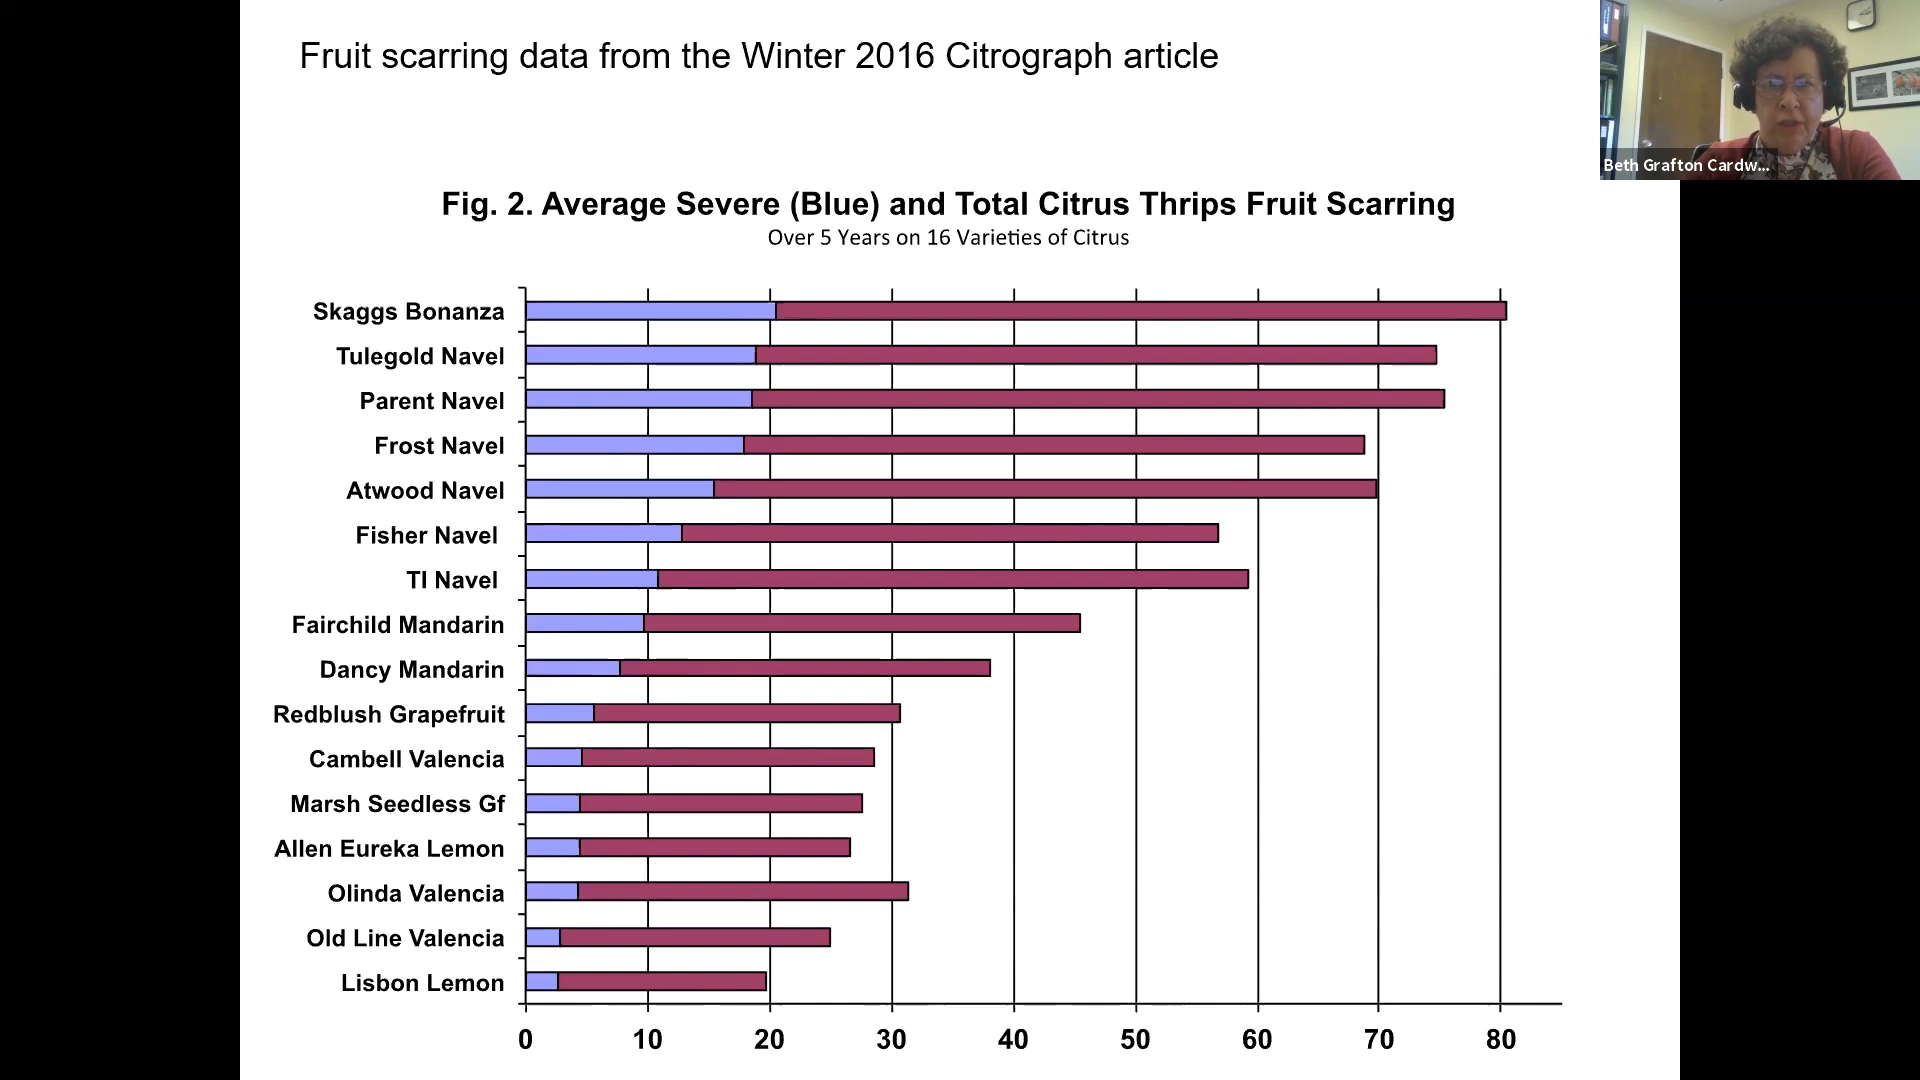 Fruit scarring data from the Winter 2016 Citrograph article
Beth Grafton Cardw...
Fig. 2. Average Severe (Blue) and Total Citrus Thrips Fruit Scarring
Over 5 Years on 16 Varieties of Citrus
Skaggs Bonanza
Tulegold Navel
Parent Navel
Frost Navel
Atwood Navel
Fisher Navel
TI Navel
Fairchild Mandarin
Dancy Mandarin
Redblush Grapefruit
Cambell Valencia
Marsh Seedless Gf
Allen Eureka Lemon
Olinda Valencia
Old Line Valencia
Lisbon Lemon
0 10 20 30 40 50 60 70 80